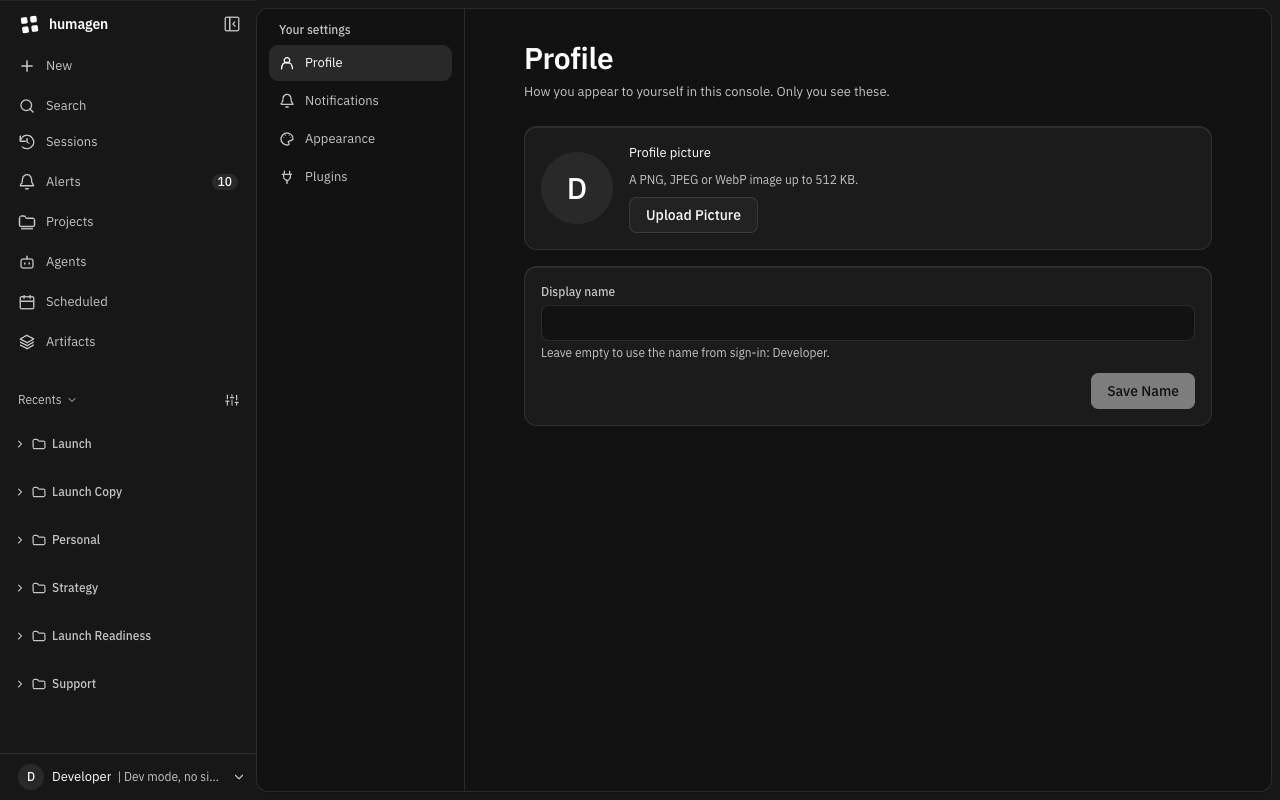 humagen
New
Search
Sessions
Alerts 10
Projects
Agents
Scheduled
Artifacts
Recents
Launch
Launch Copy
Personal
Strategy
Launch Readiness
Support
D Developer | Dev mode, no si...
Your settings
Profile
Notifications
Appearance
Plugins
Profile
How you appear to yourself in this console. Only you see these.
D
Profile picture
A PNG, JPEG or WebP image up to 512 KB.
Upload Picture
Display name
Leave empty to use the name from sign-in: Developer.
Save Name